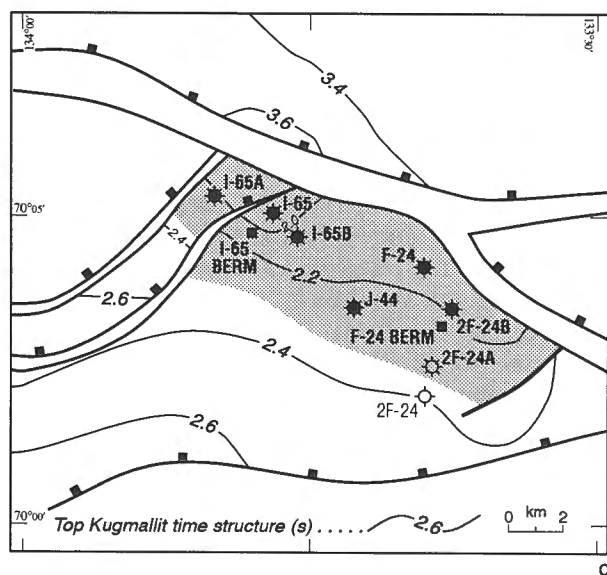 134°00'
133°30'
3.4
3.6
I-65A
I-65
70°05'
2.0
I-65B
2.4
I-65
BERM
F-24
2.2
2.6
J-44
2F-24B
F-24 BERM
2F-24A
2.4
2F-24
2.6
70°00'
Top Kugmallit time structure (s) ..... 2.6
km
0 2